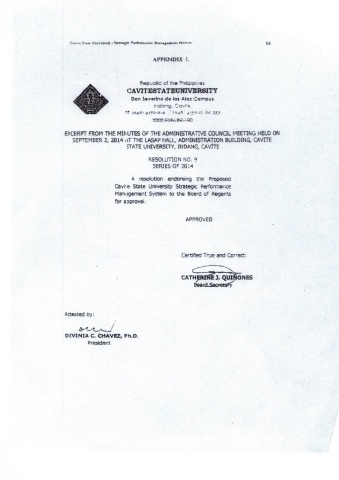 Cavite State University - Strategic Performance Management System
APPENDIX I.
Republic of the Philippines
CAVITESTATEUNIVERSITY
Don Severino de las Alas Campus
Indang, Cavite
EXCERPT FROM THE MINUTES OF THE ADMINISTRATIVE COUNCIL MEETING HELD ON
SEPTEMBER 2, 2014 AT THE LASAP HALL, ADMINISTRATION BUILDING, CAVITE
STATE UNIVERSITY, INDANG, CAVITE
RESOLUTION NO. 9
SERIES OF 2014
A resolution endorsing the Proposed
Cavite State University Strategic Performance
Management System to the Board of Regents
for approval.
APPROVED
Certified True and Correct:
CATHERINE J. QUIÑONES
Board Secretary
Attested by:
DIVINIA C. CHAVEZ, Ph.D.
President